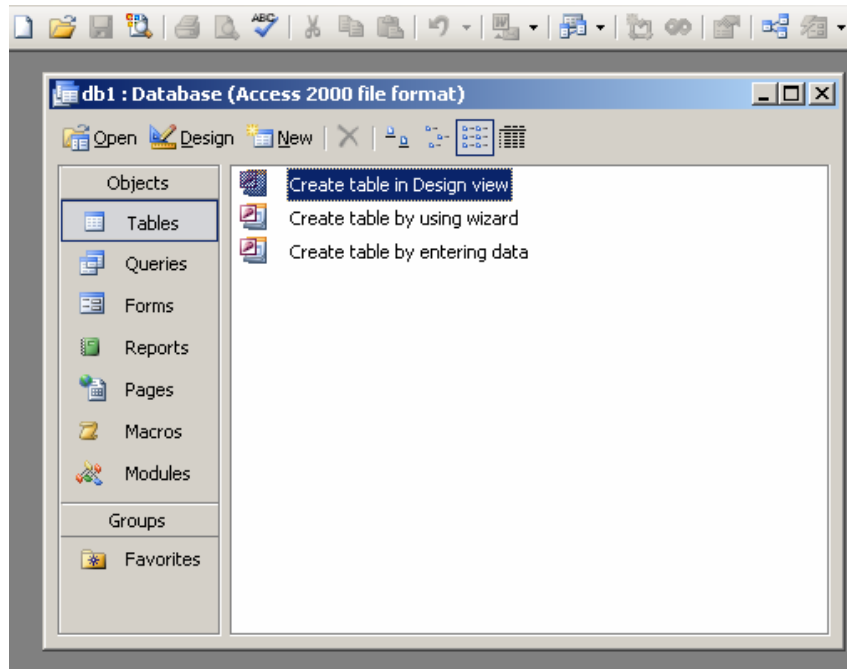 ABC
W
db1 : Database (Access 2000 file format)
Open Design New
Objects
Tables
Queries
Forms
Reports
Pages
Macros
Modules
Groups
Favorites
Create table in Design view
Create table by using wizard
Create table by entering data